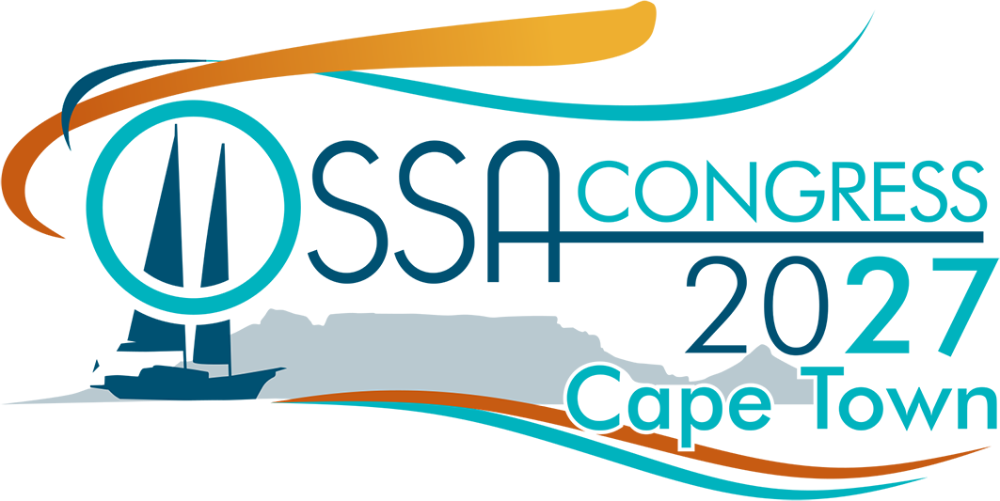 OSSA CONGRESS
2027
Cape Town